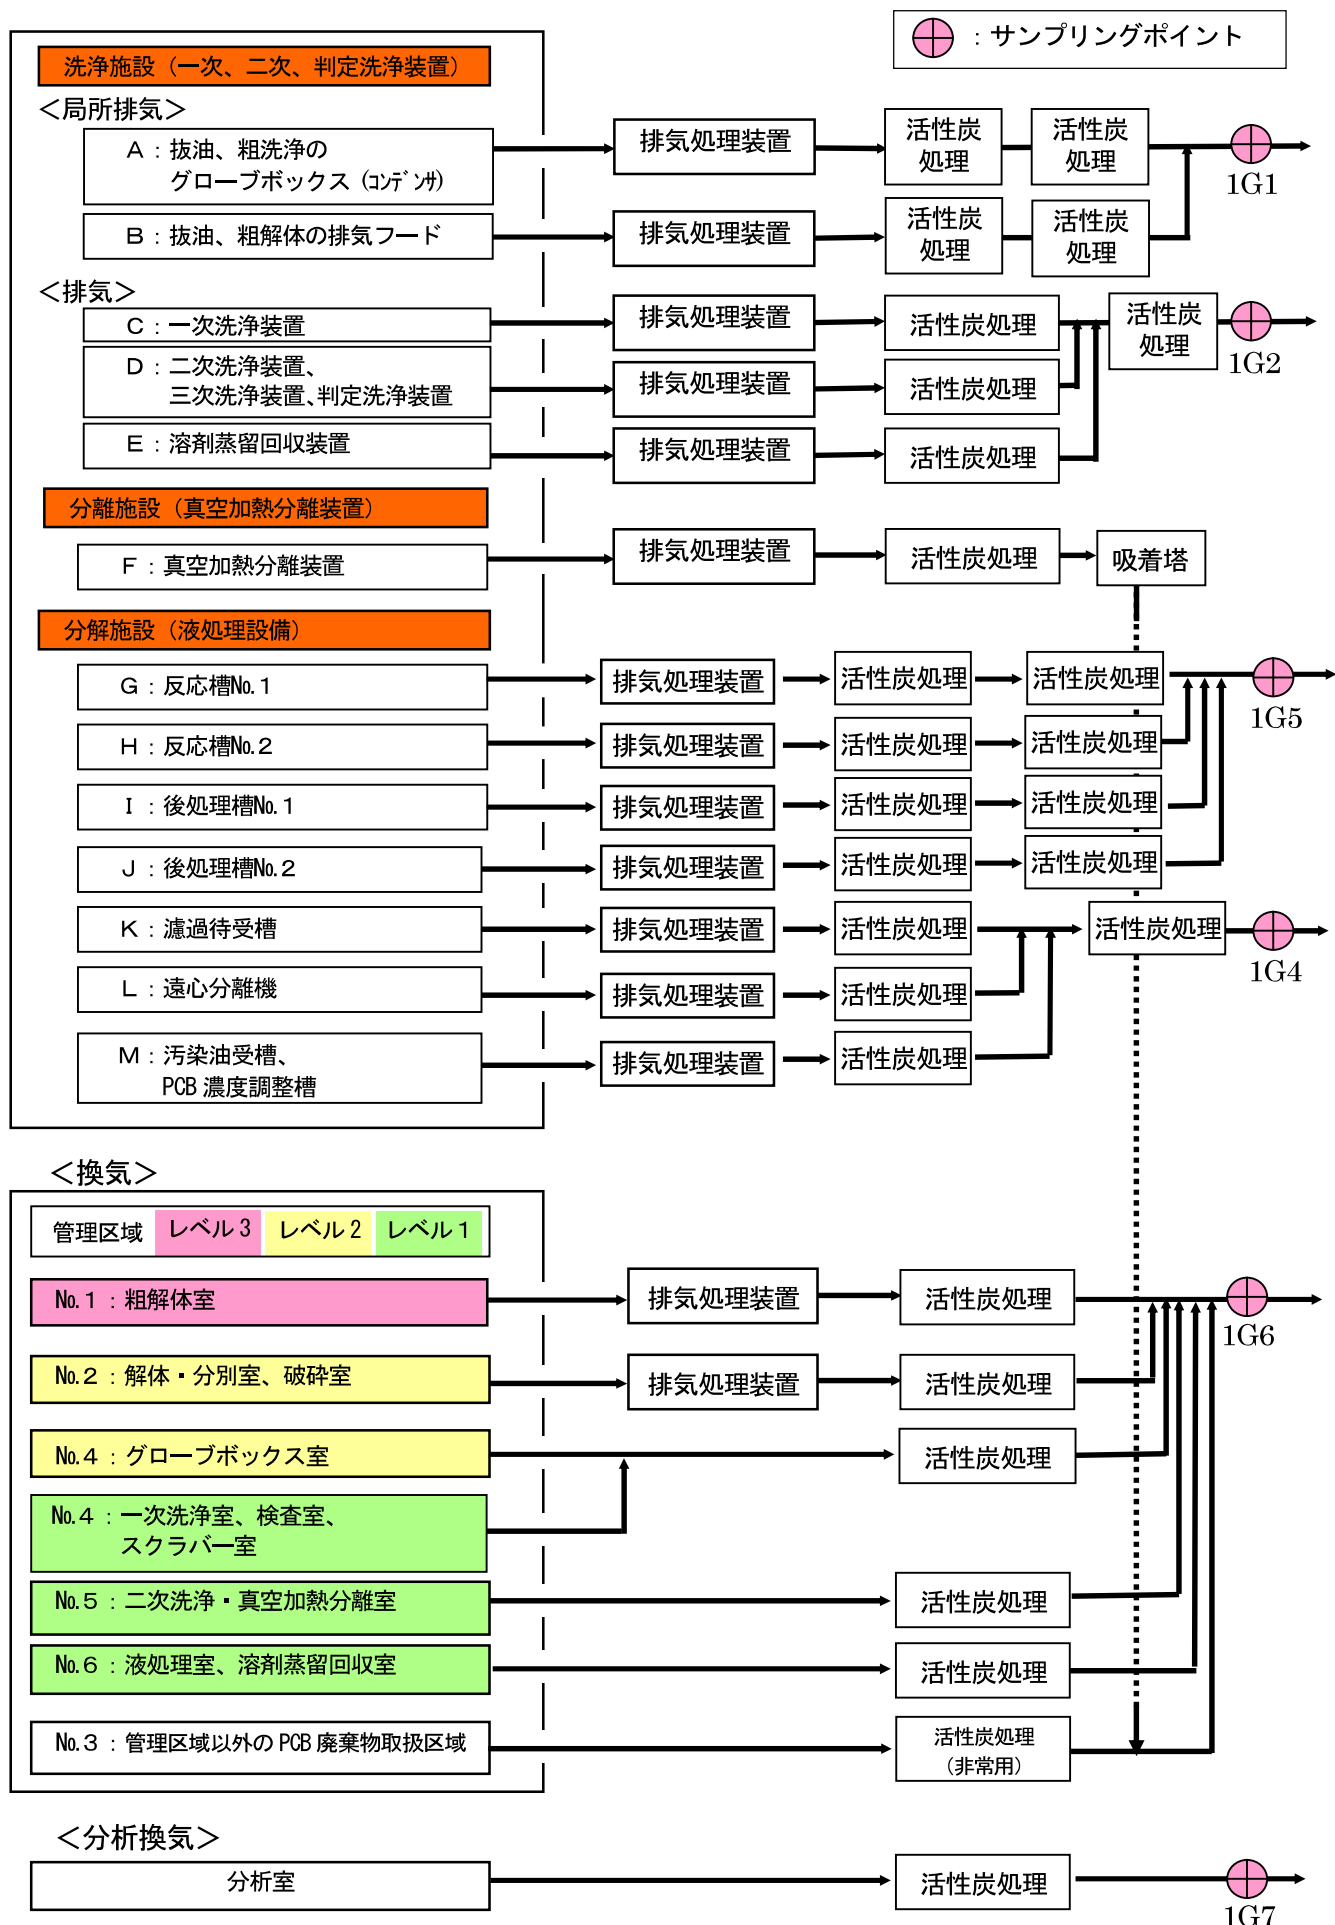 ：サンプリングポイント
洗浄施設（一次、二次、判定洗浄装置）
＜局所排気＞
A：抜油、粗洗浄の
グローブボックス（ｺﾝﾃﾞﾝｻ）
排気処理装置
活性炭
処理
活性炭
処理
1G1
B：抜油、粗解体の排気フード
排気処理装置
活性炭
処理
活性炭
処理
＜排気＞
C：一次洗浄装置
排気処理装置
活性炭処理
活性炭
処理
1G2
D：二次洗浄装置、
三次洗浄装置、判定洗浄装置
排気処理装置
活性炭処理
E：溶剤蒸留回収装置
排気処理装置
活性炭処理
分離施設（真空加熱分離装置）
F：真空加熱分離装置
排気処理装置
活性炭処理
吸着塔
分解施設（液処理設備）
G：反応槽№1
排気処理装置
活性炭処理
活性炭処理
1G5
H：反応槽№2
排気処理装置
活性炭処理
活性炭処理
I：後処理槽№1
排気処理装置
活性炭処理
活性炭処理
J：後処理槽№2
排気処理装置
活性炭処理
活性炭処理
K：濾過待受槽
排気処理装置
活性炭処理
活性炭処理
1G4
L：遠心分離機
排気処理装置
活性炭処理
M：汚染油受槽、
PCB 濃度調整槽
排気処理装置
活性炭処理
＜換気＞
管理区域 レベル3 レベル2 レベル1
№1：粗解体室
排気処理装置
活性炭処理
1G6
№2：解体・分別室、破砕室
排気処理装置
活性炭処理
№4：グローブボックス室
活性炭処理
№4：一次洗浄室、検査室、
スクラバー室
№5：二次洗浄・真空加熱分離室
活性炭処理
№6：液処理室、溶剤蒸留回収室
活性炭処理
№3：管理区域以外の PCB 廃棄物取扱区域
活性炭処理
（非常用）
＜分析換気＞
分析室
活性炭処理
1G7